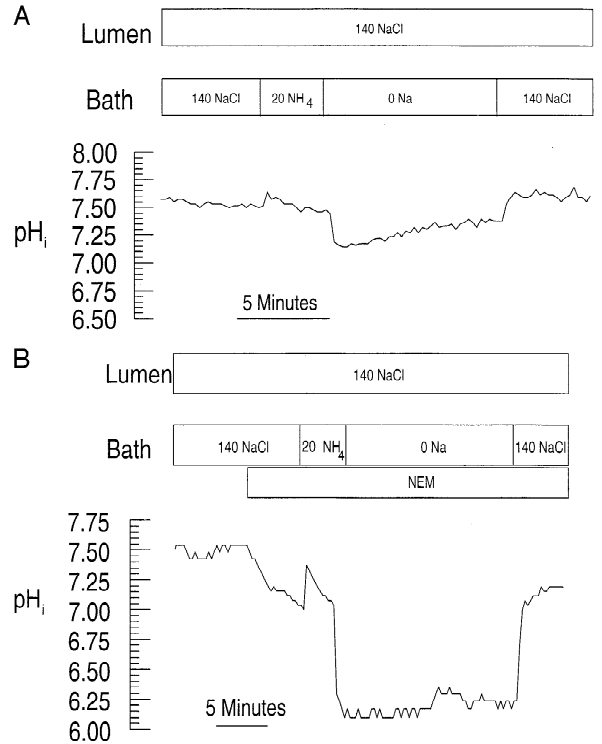 A
Lumen 140 NaCl
Bath 140 NaCl 20 NH4 0 Na 140 NaCl
8.00
7.75
7.50
7.25
7.00
6.75
6.50
pHi
5 Minutes
B
Lumen 140 NaCl
Bath 140 NaCl 20 NH4 0 Na 140 NaCl
NEM
7.75
7.50
7.25
7.00
6.75
6.50
6.25
6.00
pHi
5 Minutes